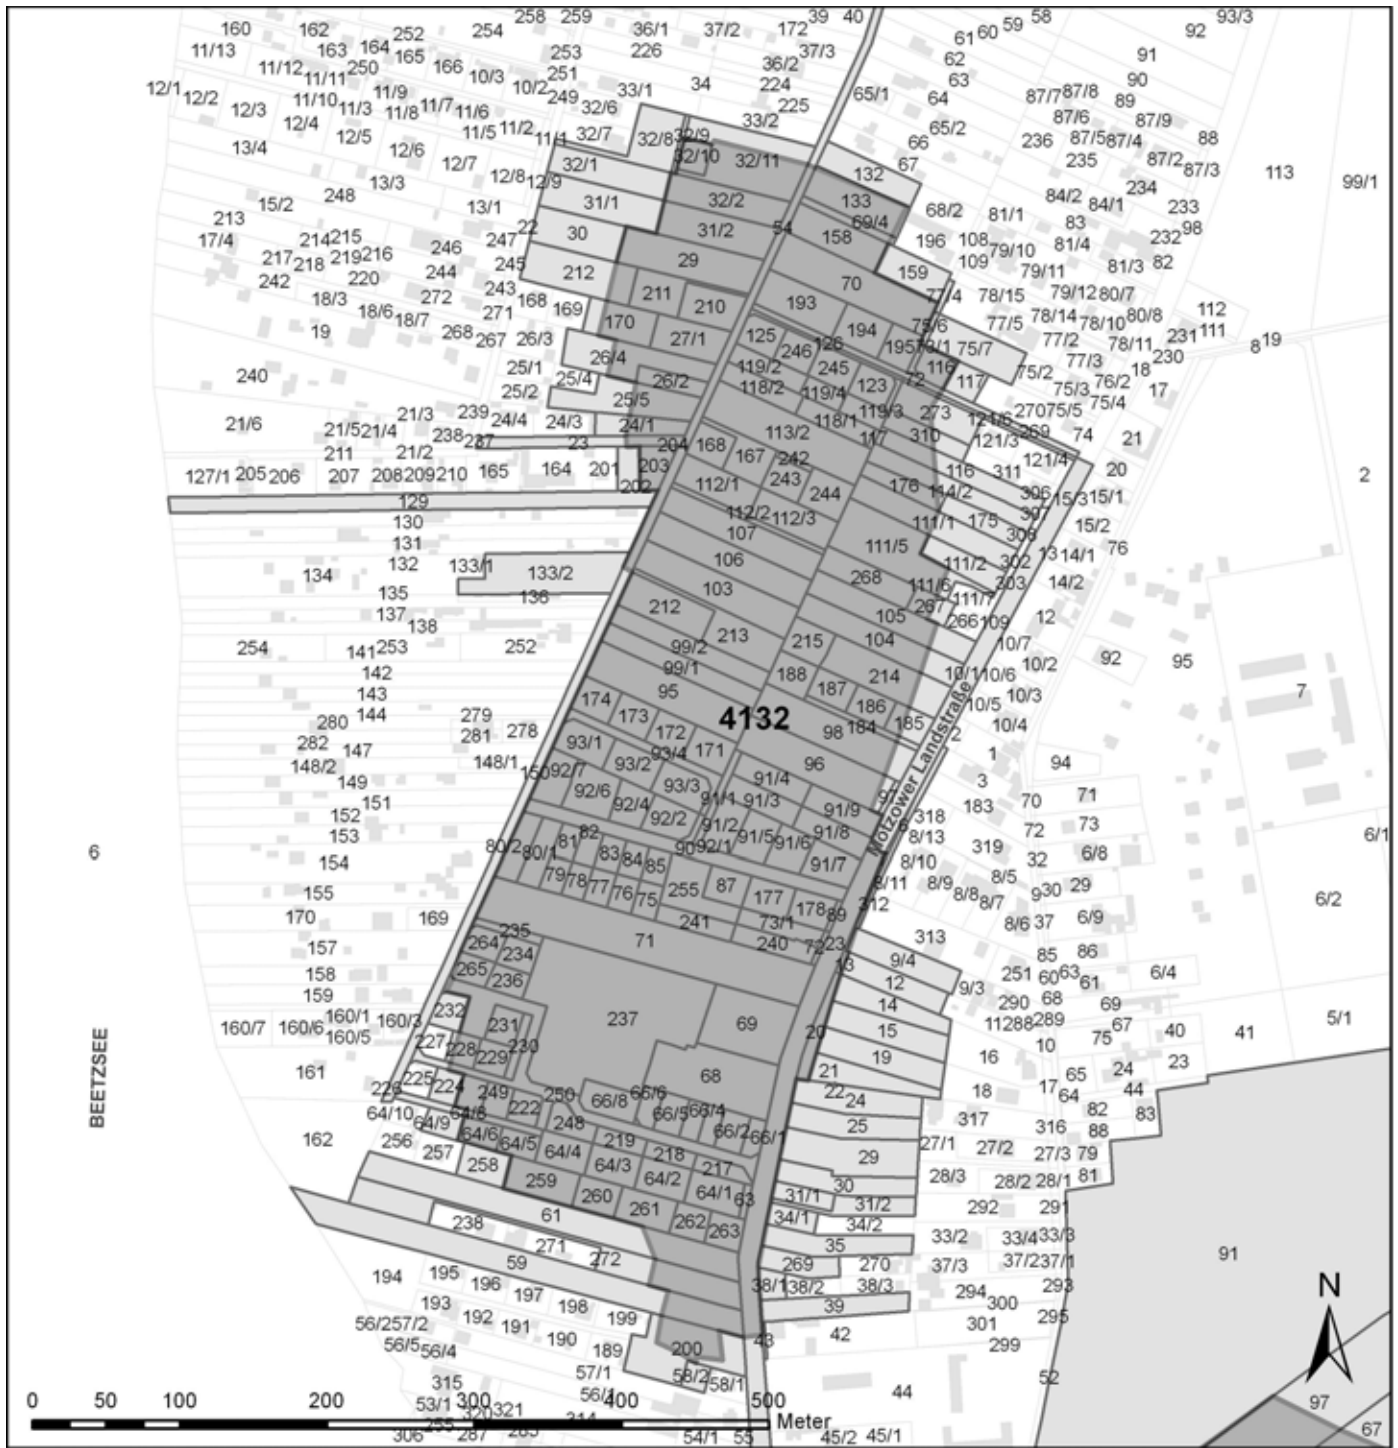 258 259 36/1 37/2 172 39 40 58 93/3
160 162 252 254 61 60 59 92
11/13 163 164 165 253 226 37/3 62 91
11/12 250 166 10/3 251 36/2 63 90
11/11 11/9 10/2 33/1 34 224 65/1 64 87/7 87/8 89
12/1 12/2 11/10 11/3 11/8 11/7 11/6 249 32/6 225 87/6 87/9
12/3 12/4 12/5 11/5 11/2 11/1 32/7 32/8 32/9 33/2 65/2 66 236 87/5 87/4 88
13/4 12/6 12/7 32/1 32/10 32/11 67 235 87/2 87/3
13/3 12/8 12/9 132 234 113 99/1
248 31/1 32/2 133 84/2 84/1 233
15/2 213 13/1 22 31/2 54 69/4 68/2 81/1 83 98
17/4 214 215 246 247 30 158 196 108 81/4 232
217 218 219 216 245 29 109 79/10 81/3 82
242 220 244 212 159 79/11
18/3 272 243 168 169 211 210 70 77/4 78/15 79/12 80/7
19 18/6 18/7 271 170 193 75/6 77/5 78/14 78/10 80/8 112
268 267 26/3 27/1 125 126 194 195 73/1 75/7 77/2 78/11 231 111 8 19
25/1 26/4 246 245 116 77/3 230
240 25/4 26/2 119/2 123 72 117 75/2 18
25/2 25/5 118/2 119/4 119/3 75/3 76/2 17
21/6 21/3 239 24/4 24/3 24/1 118/1 273 121/6 270 75/5 75/4
21/5 21/4 238 237 23 204 113/2 117 310 269 74 21
211 21/2 168 167 242 121/3 121/4
127/1 205 206 207 208 209 210 165 164 201 203 243 116 311 20 2
202 112/1 244 176 114/2 306 15/3 15/1
129 112/2 112/3 111/1 175 307
130 107 308 15/2
131 106 111/5 111/2 302 13 14/1 76
134 132 133/1 133/2 103 268 111/6 303 14/2
135 136 267 111/7
137 212 105 266 109 12
138 213 215 104 10/7
254 141 253 252 99/2 10/2 92 95
142 99/1 188 187 214 10/1 10/6
143 95 10/3 7
280 144 279 174 173 186 10/5
282 281 278 172 4132 184 185 10/4
147 93/1 93/4 171 98 2
148/2 148/1 93/2 96 1 94
149 150 92/7 93/3 91/4 3
151 92/6 92/4 91/1 91/3 91/9 97 183 70 71
152 92/2 91/2 318 73
153 80/2 82 90 92/1 91/5 91/6 91/8 6 8/13 72 6/1
6 154 80/1 81 83 84 85 91/7 319 32 6/8
Mötzower Landstraße
155 79 78 77 76 75 255 87 177 8/10 8/11 8/9 8/8 8/5 9 30 29
170 169 241 73/1 178 89 312 8/7 6/2
157 235 71 240 72 23 313 8/6 37 6/9
264 234 13 9/4 85 86
158 265 236 12 9/3 251 60 63 61 6/4
159 232 237 69 14 290 68 69
160/7 160/6 160/1 160/5 160/3 231 20 15 11 288 289 67 5/1
227 228 229 230 19 16 10 75 40 41
161 225 68 21 65 24 23
226 224 249 222 250 66/8 66/6 22 24 18 17 64 44
BEETZSEE
64/10 64/9 64/8 248 66/5 66/4 25 317 82 83
162 256 64/6 64/5 219 66/2 66/1 27/1 316 88
257 258 64/4 218 217 29 27/2 27/3 79
259 64/3 64/2 30 28/3 28/2 28/1 81
260 64/1 63 31/1 31/2 292 291
238 61 261 262 263 34/1 34/2 33/2 33/4 33/3
271 272 35 37/2 37/1 91
194 195 59 269 270 37/3 293
196 197 38/1 38/2 38/3 294
193 192 198 199 39 300 295 N
56/2 57/2 191 190 43 42 301
56/5 56/4 189 200 299
315 57/1 58/2 58/1 44 52
0 50 100 200 300 400 500
Meter
53/1 56/1 97
320 321 314
255 67
306 287 285 54/1 55 45/2 45/1